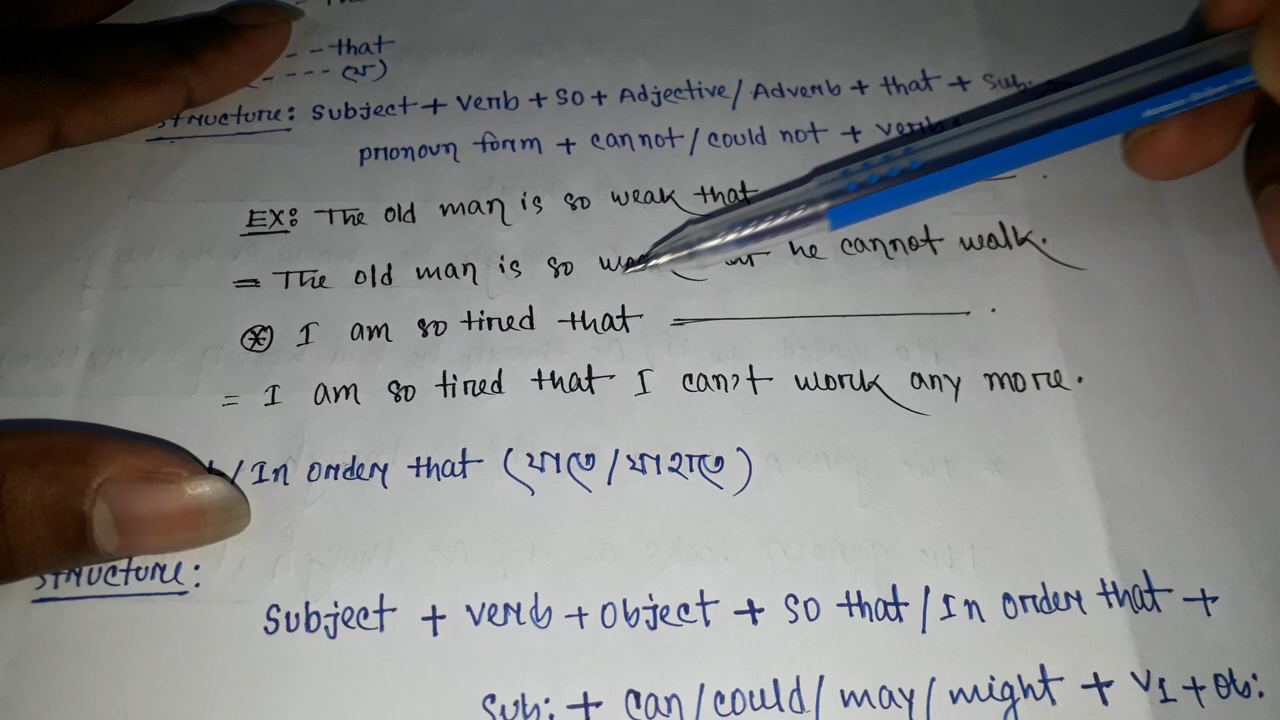 - - that
- - - - (যে)
Structure: Subject + Verb + so + Adjective/Adverb + that + Sub:
pronoun form + cannot/could not + verb
EX: The old man is so weak that
= The old man is so he cannot walk.
⊛ I am so tired that ________ .
= I am so tired that I can't work any more.
/In order that (যাতে/যাহাতে)
Structure:
Subject + verb + Object + so that/In order that +
Sub: + can/could/may/might + V1 + Ob: